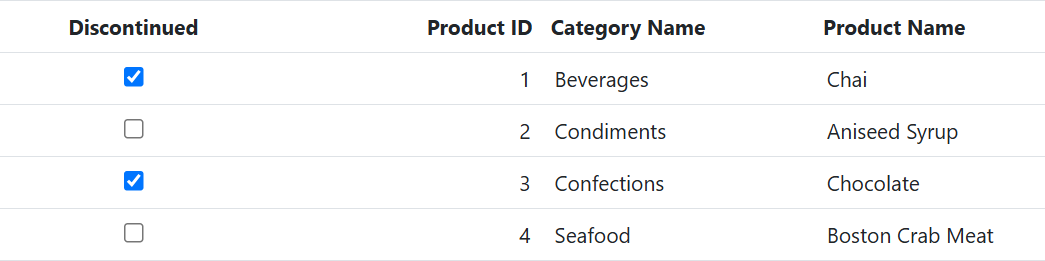 Discontinued Product ID Category Name Product Name
1 Beverages Chai
2 Condiments Aniseed Syrup
3 Confections Chocolate
4 Seafood Boston Crab Meat